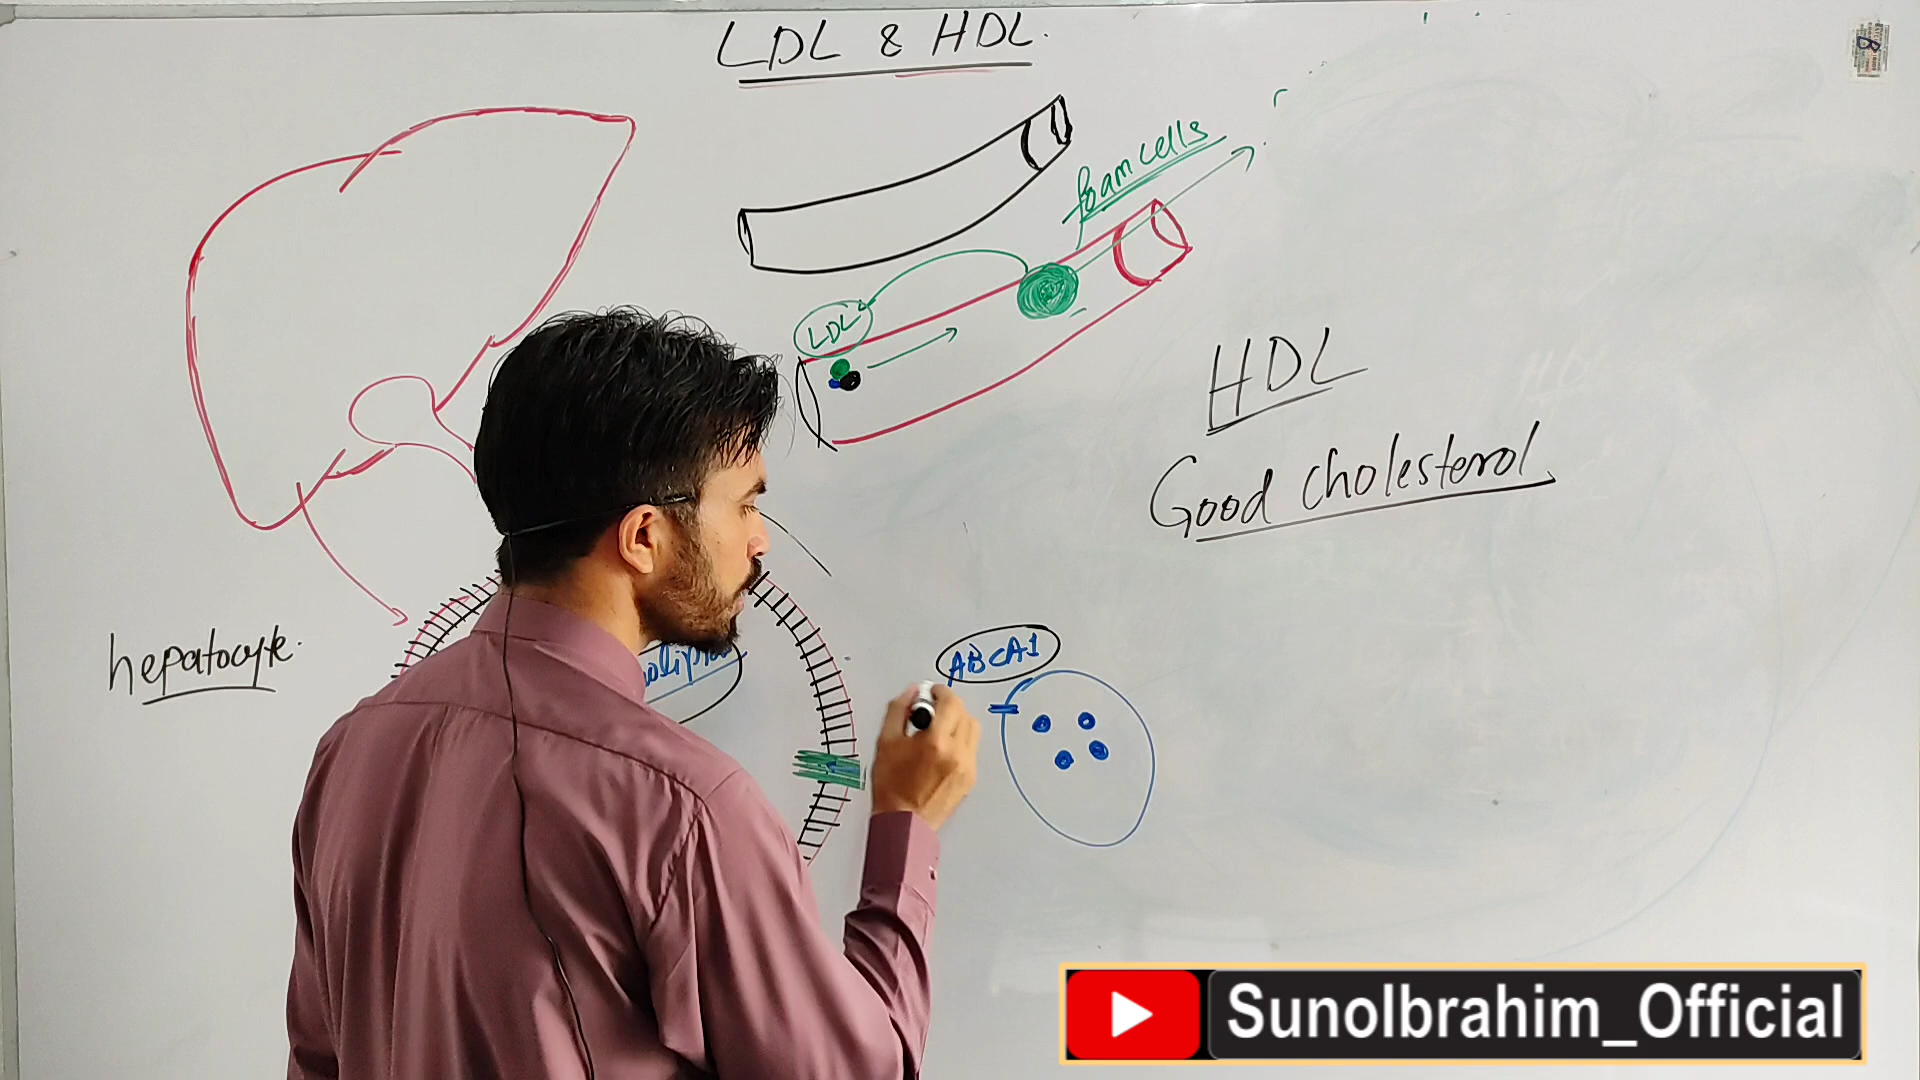 LDL & HDL.
foam cells
LDL
HDL
Good cholesterol
hepatocyte.
ABCA1
SunoIbrahim_Official